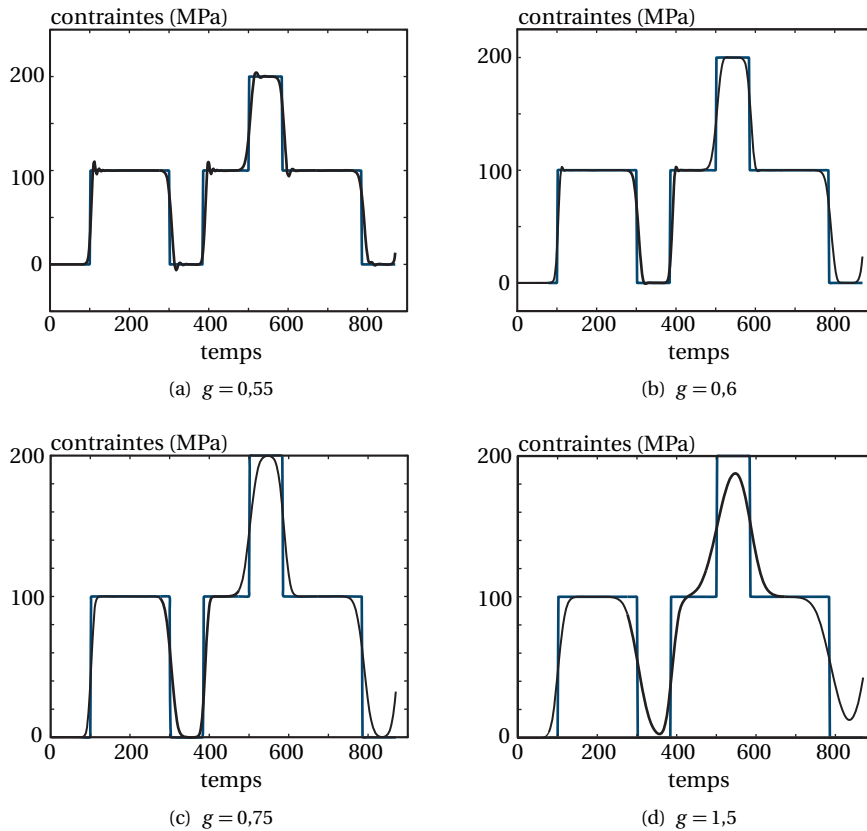 contraintes (MPa)
200
100
0
0 200 400 600 800
temps
(a) g = 0,55
contraintes (MPa)
200
100
0
0 200 400 600 800
temps
(b) g = 0,6
contraintes (MPa)
200
100
0
0 200 400 600 800
temps
(c) g = 0,75
contraintes (MPa)
200
100
0
0 200 400 600 800
temps
(d) g = 1,5